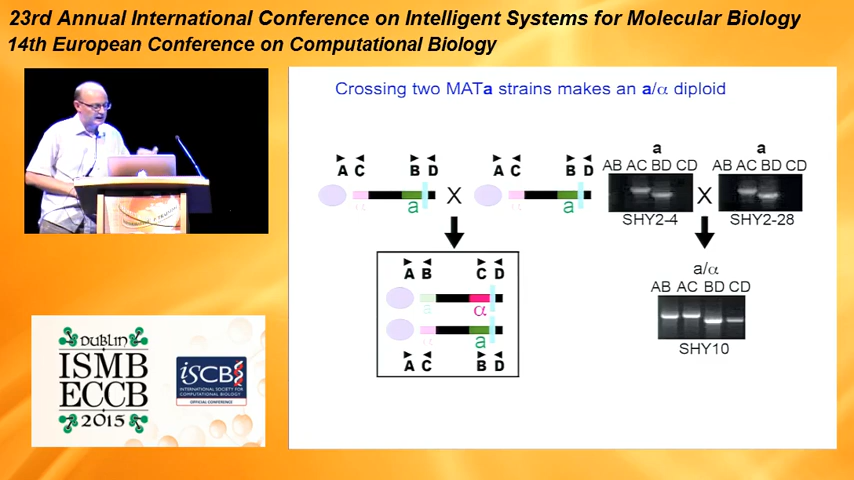 23rd Annual International Conference on Intelligent Systems for Molecular Biology
14th European Conference on Computational Biology
Crossing two MATa strains makes an a/α diploid
A C B D
A C B D
a a
AB AC BD CD AB AC BD CD
α a X α a X
SHY2-4 SHY2-28
A B C D
a α
α a
A C B D
a/α
AB AC BD CD
SHY10
DUBLIN
ISMB
ECCB
2015
iSCB
INTERNATIONAL SOCIETY FOR
COMPUTATIONAL BIOLOGY
OFFICIAL CONFERENCE